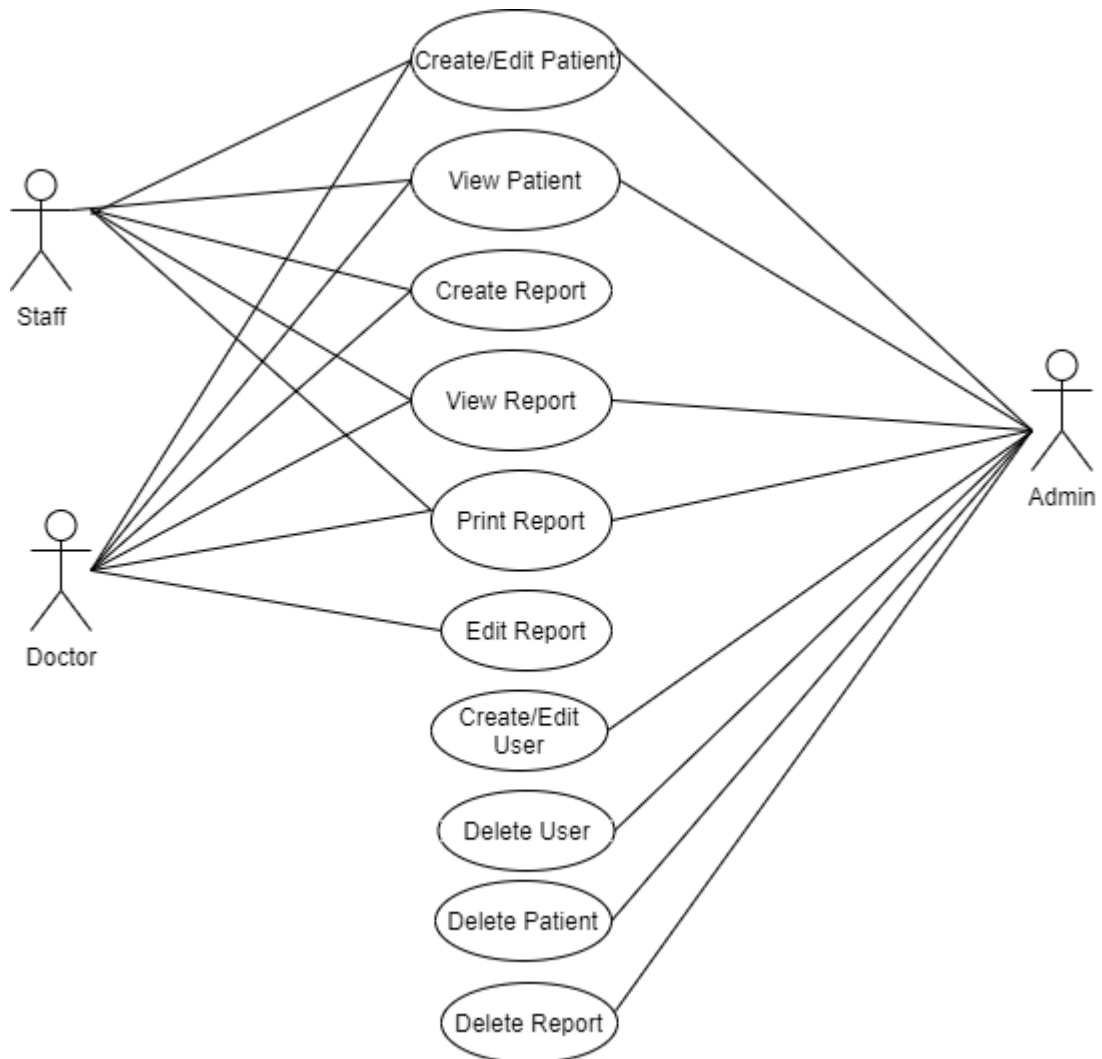 Create/Edit Patient
View Patient
Staff
Create Report
View Report
Admin
Print Report
Doctor
Edit Report
Create/Edit
User
Delete User
Delete Patient
Delete Report